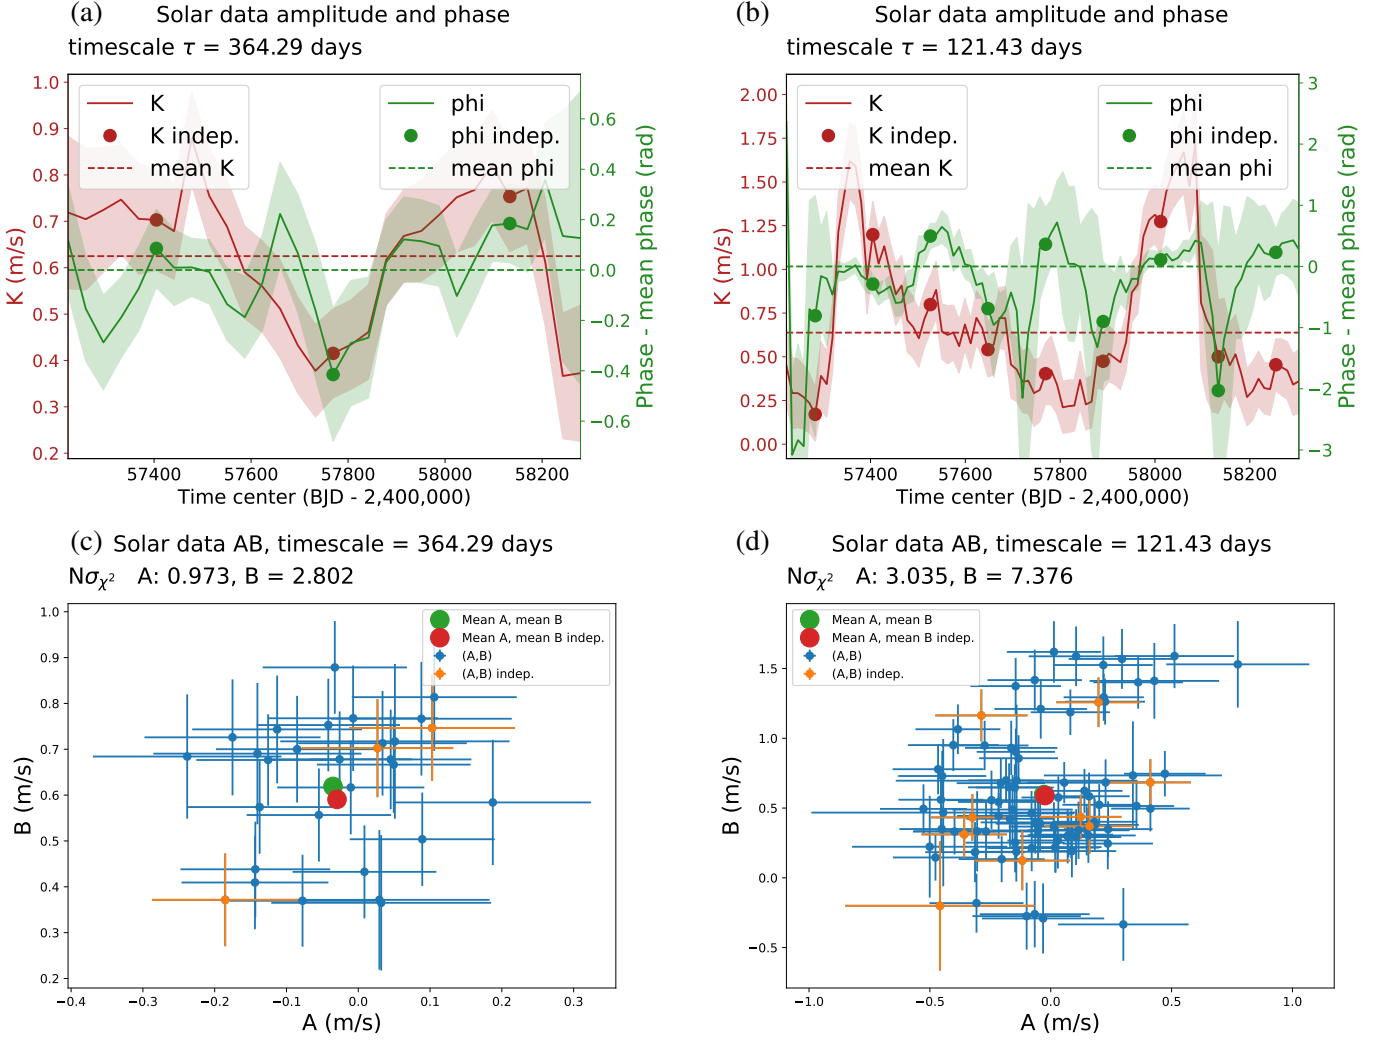 (a) Solar data amplitude and phase
timescale τ = 364.29 days
K
K indep.
mean K
phi
phi indep.
mean phi
1.0
0.9
0.8
0.7
0.6
0.5
0.4
0.3
0.2
K (m/s)
0.6
0.4
0.2
0.0
−0.2
−0.4
−0.6
Phase - mean phase (rad)
57400 57600 57800 58000 58200
Time center (BJD - 2,400,000)
(b) Solar data amplitude and phase
timescale τ = 121.43 days
K
K indep.
mean K
phi
phi indep.
mean phi
2.00
1.75
1.50
1.25
1.00
0.75
0.50
0.25
0.00
K (m/s)
3
2
1
0
−1
−2
−3
Phase - mean phase (rad)
57400 57600 57800 58000 58200
Time center (BJD - 2,400,000)
(c) Solar data AB, timescale = 364.29 days
Nσχ² A: 0.973, B = 2.802
Mean A, mean B
Mean A, mean B indep.
(A,B)
(A,B) indep.
1.0
0.9
0.8
0.7
0.6
0.5
0.4
0.3
0.2
B (m/s)
−0.4 −0.3 −0.2 −0.1 0.0 0.1 0.2 0.3
A (m/s)
(d) Solar data AB, timescale = 121.43 days
Nσχ² A: 3.035, B = 7.376
Mean A, mean B
Mean A, mean B indep.
(A,B)
(A,B) indep.
1.5
1.0
0.5
0.0
−0.5
B (m/s)
−1.0 −0.5 0.0 0.5 1.0
A (m/s)